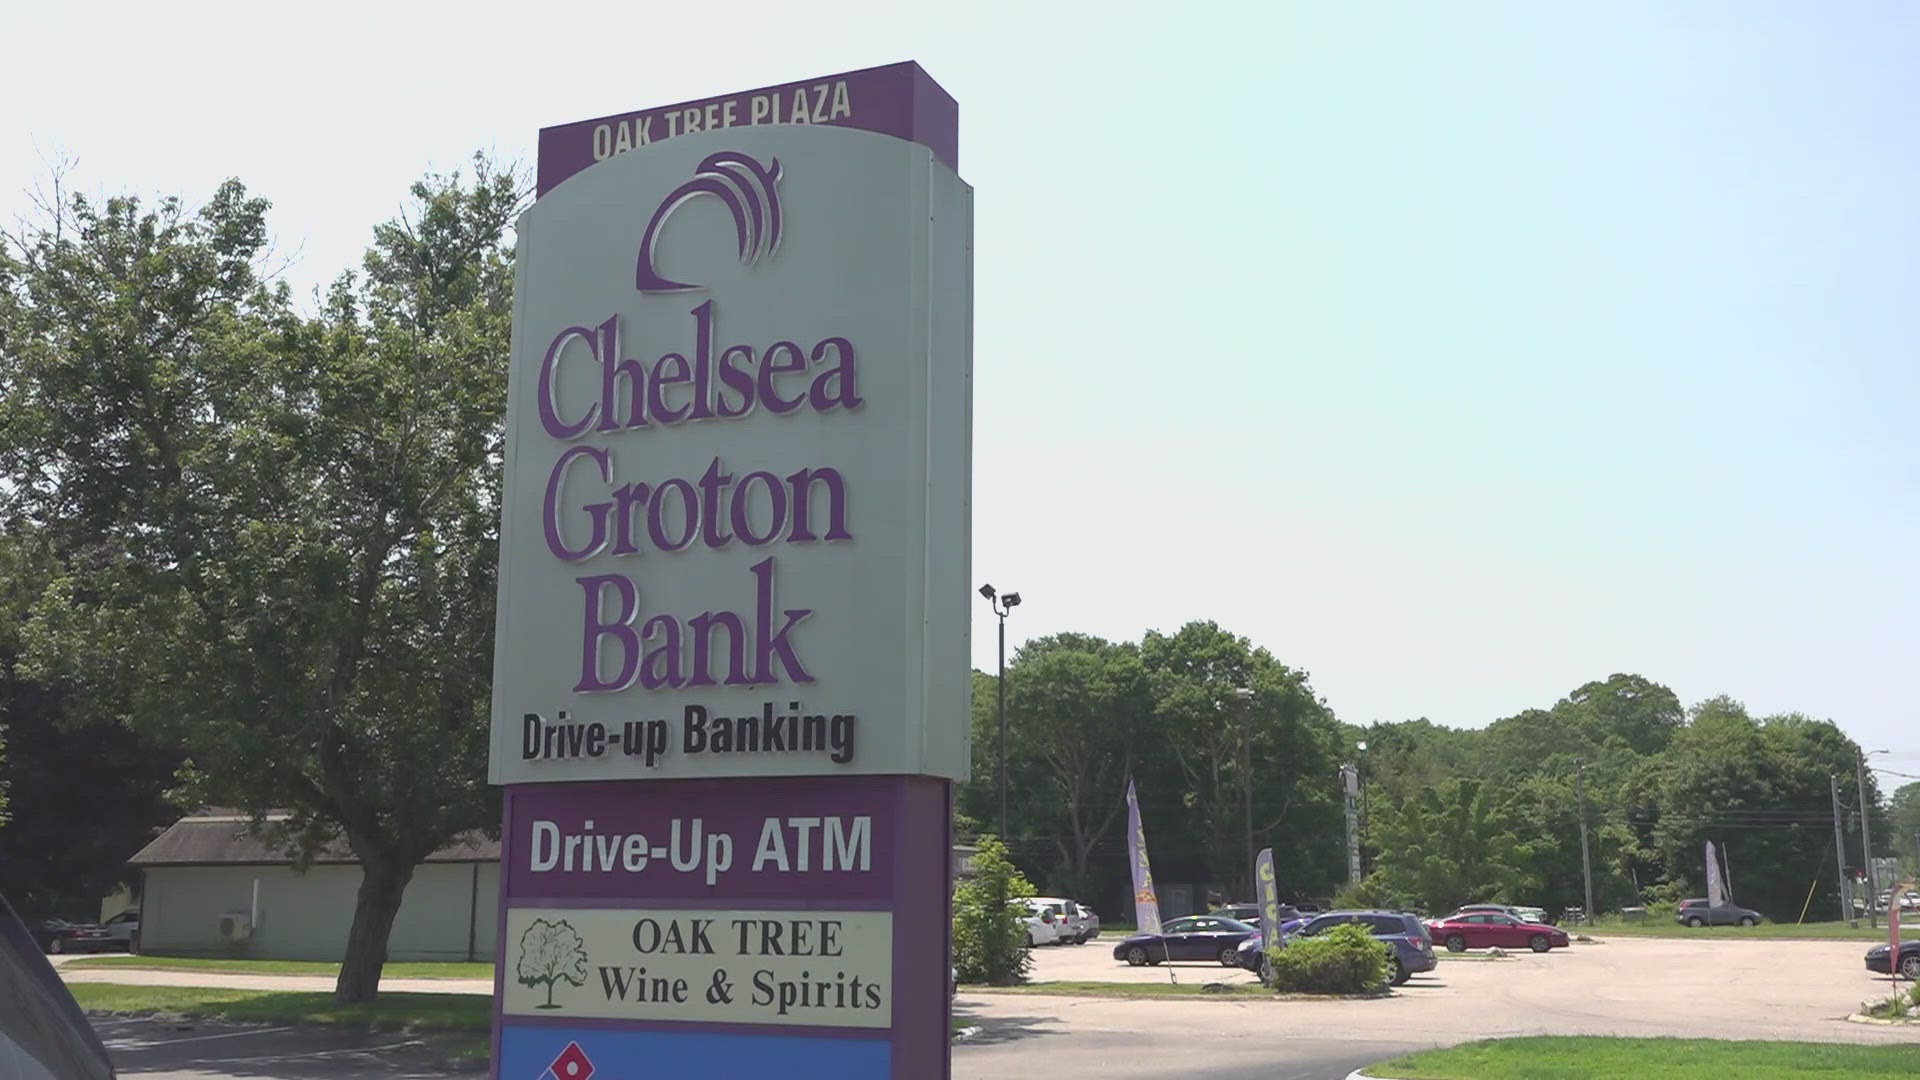 OAK TREE PLAZA
Chelsea
Groton
Bank
Drive-up Banking
Drive-Up ATM
OAK TREE
Wine & Spirits